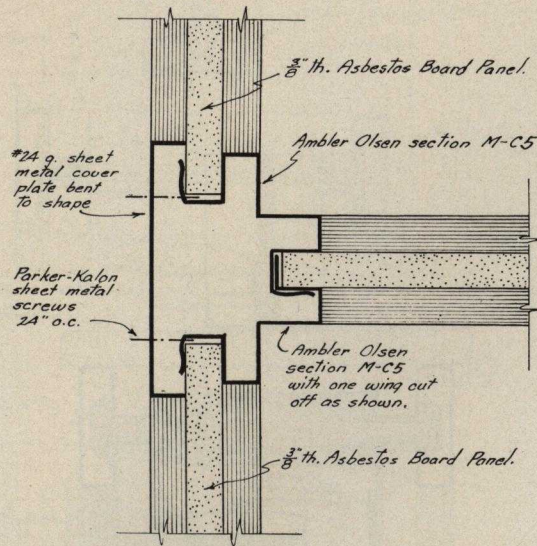 3/8" th. Asbestos Board Panel.
Ambler Olsen section M-C5
#24 g. sheet
metal cover
plate bent
To shape
Parker-Kalon
sheet metal
screws
24" o.c.
Ambler Olsen
section M-C5
with one wing cut
off as shown.
3/8" th. Asbestos Board Panel.